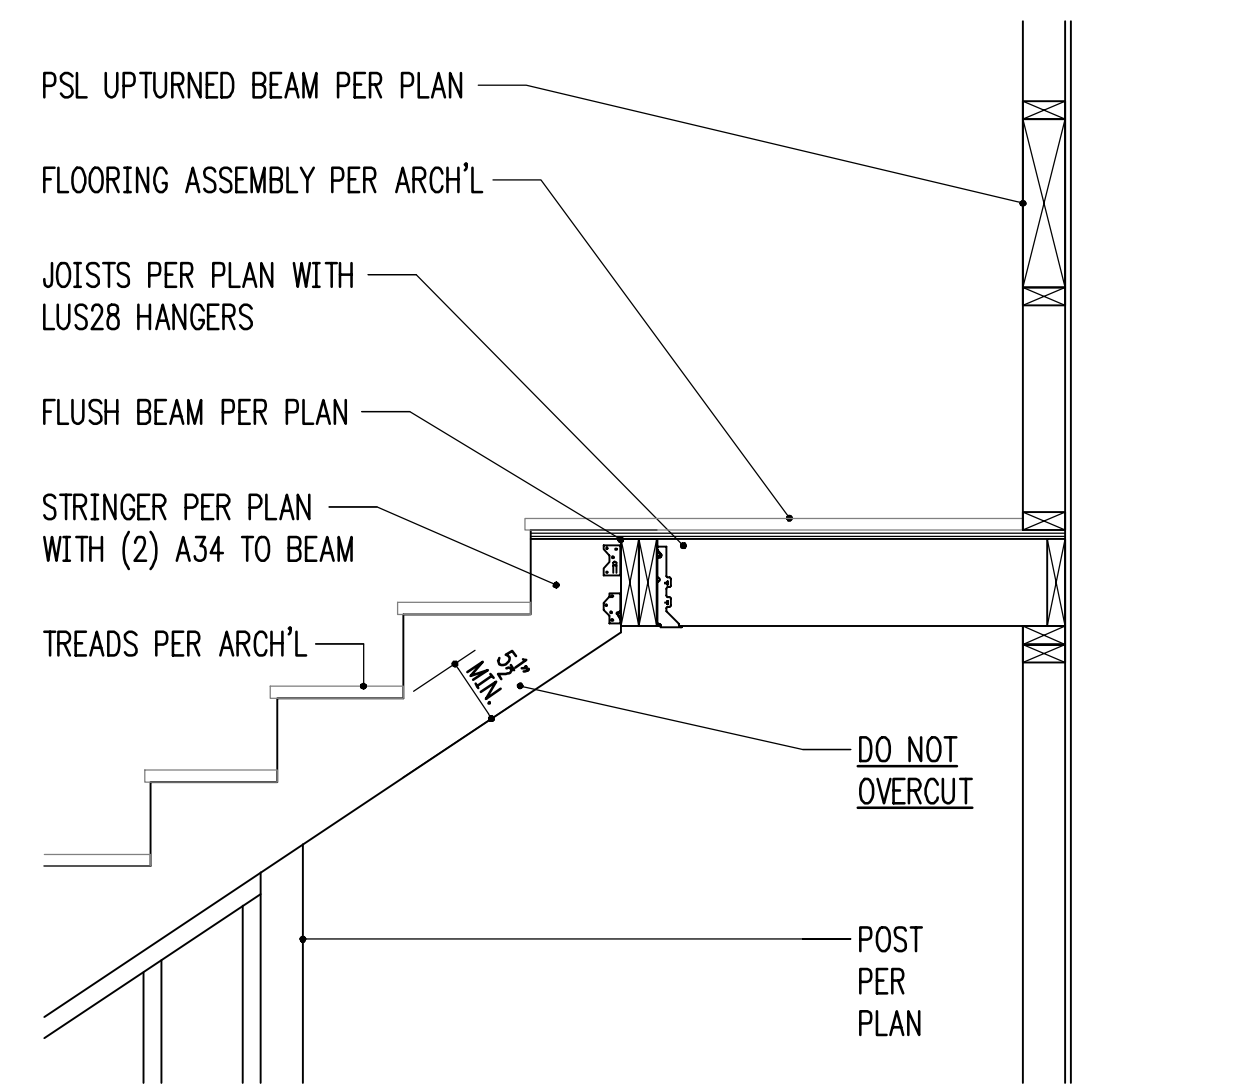 PSL UPTURNED BEAM PER PLAN
FLOORING ASSEMBLY PER ARCH'L
JOISTS PER PLAN WITH
LUS28 HANGERS
FLUSH BEAM PER PLAN
STRINGER PER PLAN
WITH (2) A34 TO BEAM
TREADS PER ARCH'L
5½"
MIN.
DO NOT
OVERCUT
POST
PER
PLAN